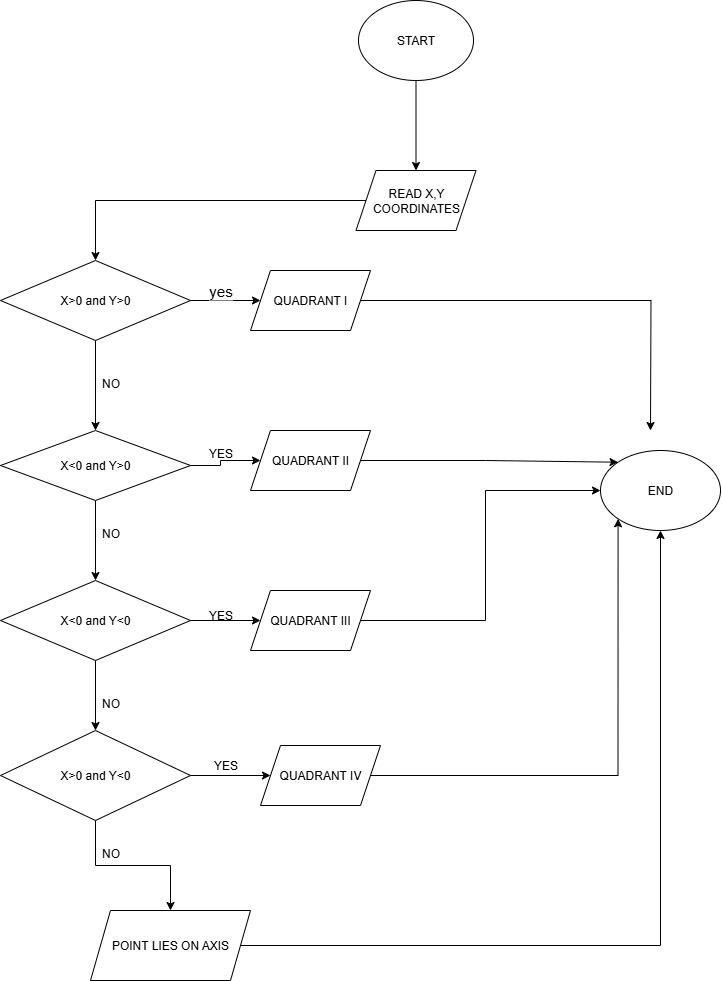 START
READ X,Y
COORDINATES
X>0 and Y>0
yes
QUADRANT I
NO
X<0 and Y>0
YES
QUADRANT II
END
NO
X<0 and Y<0
YES
QUADRANT III
NO
X>0 and Y<0
YES
QUADRANT IV
NO
POINT LIES ON AXIS